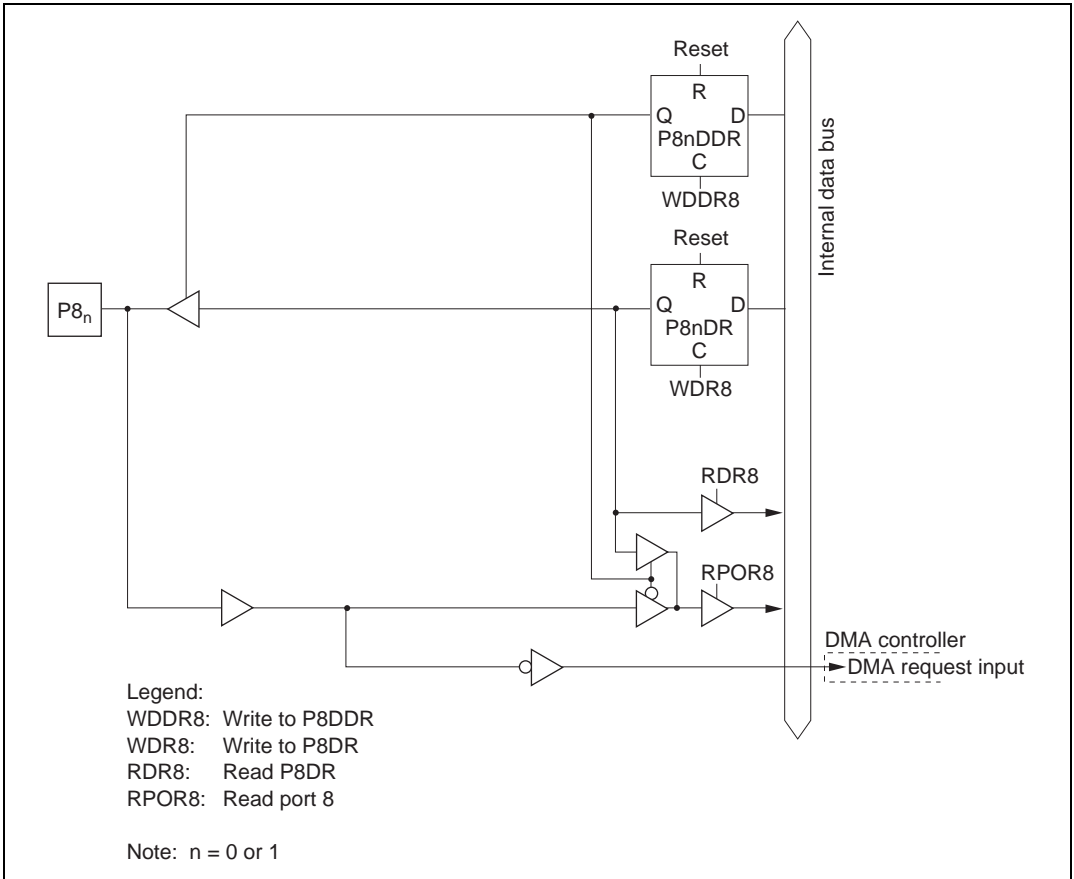 Reset
R
Q D
P8nDDR
C
WDDR8
Internal data bus
Reset
R
P8n
Q D
P8nDR
C
WDR8
RDR8
RPOR8
DMA controller
DMA request input
Legend:
WDDR8: Write to P8DDR
WDR8: Write to P8DR
RDR8: Read P8DR
RPOR8: Read port 8
Note: n = 0 or 1